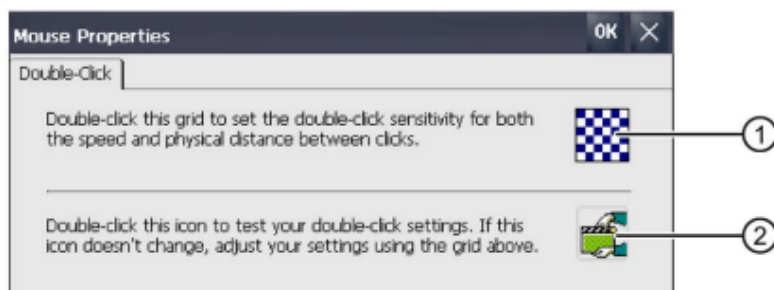 Mouse Properties
OK
Double-Click
Double-click this grid to set the double-click sensitivity for both
the speed and physical distance between clicks.
1
Double-click this icon to test your double-click settings. If this
icon doesn't change, adjust your settings using the grid above.
2